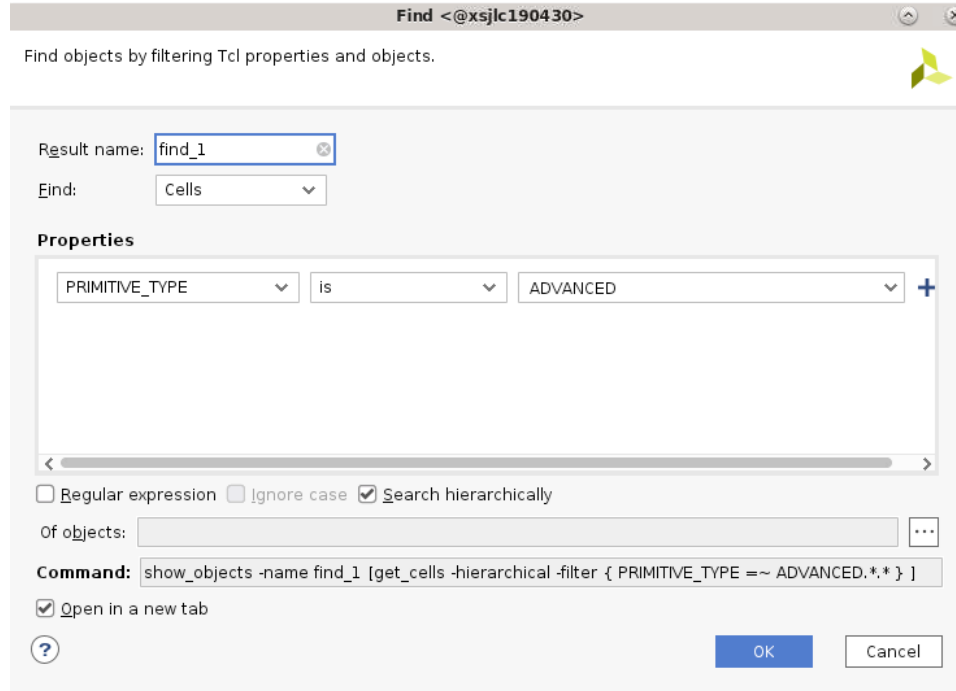 Find <@xsjlc190430>
Find objects by filtering Tcl properties and objects.
Result name: find_1
Find: Cells
Properties
PRIMITIVE_TYPE is ADVANCED
Regular expression Ignore case Search hierarchically
Of objects: ...
Command: show_objects -name find_1 [get_cells -hierarchical -filter { PRIMITIVE_TYPE =~ ADVANCED.*.* } ]
Open in a new tab
? OK Cancel